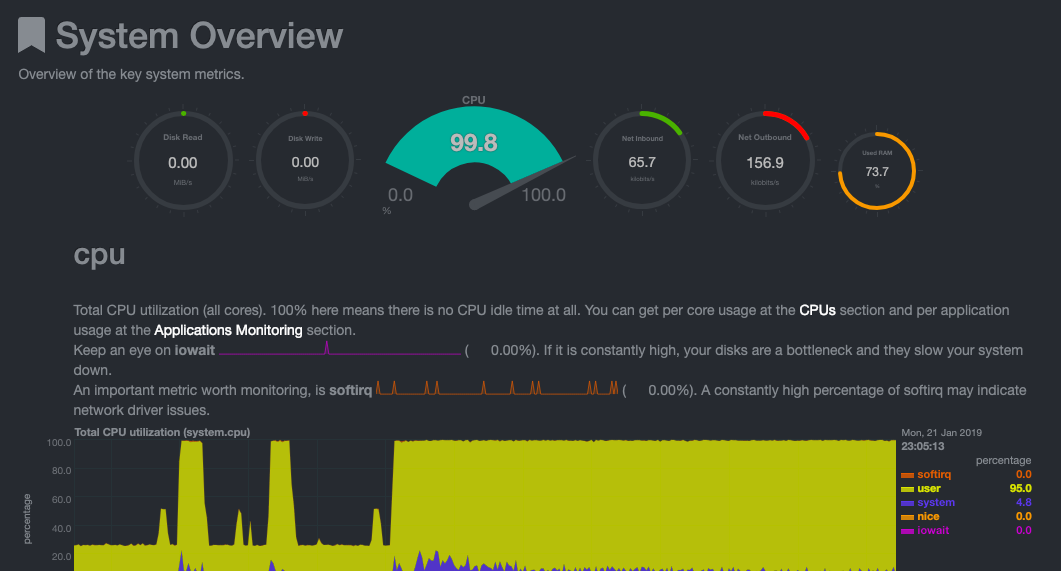 System Overview
Overview of the key system metrics.
CPU
Disk Read
0.00
MiB/s
Disk Write
0.00
MiB/s
99.8
0.0
100.0
%
Net Inbound
65.7
kilobits/s
Net Outbound
156.9
kilobits/s
Used RAM
73.7
%
cpu
Total CPU utilization (all cores). 100% here means there is no CPU idle time at all. You can get per core usage at the CPUs section and per application
usage at the Applications Monitoring section.
Keep an eye on iowait ( 0.00%). If it is constantly high, your disks are a bottleneck and they slow your system
down.
An important metric worth monitoring, is softirq ( 0.00%). A constantly high percentage of softirq may indicate
network driver issues.
Total CPU utilization (system.cpu)
100.0
80.0
60.0
40.0
20.0
percentage
Mon, 21 Jan 2019
23:05:13
percentage
softirq 0.0
user 95.0
system 4.8
nice 0.0
iowait 0.0